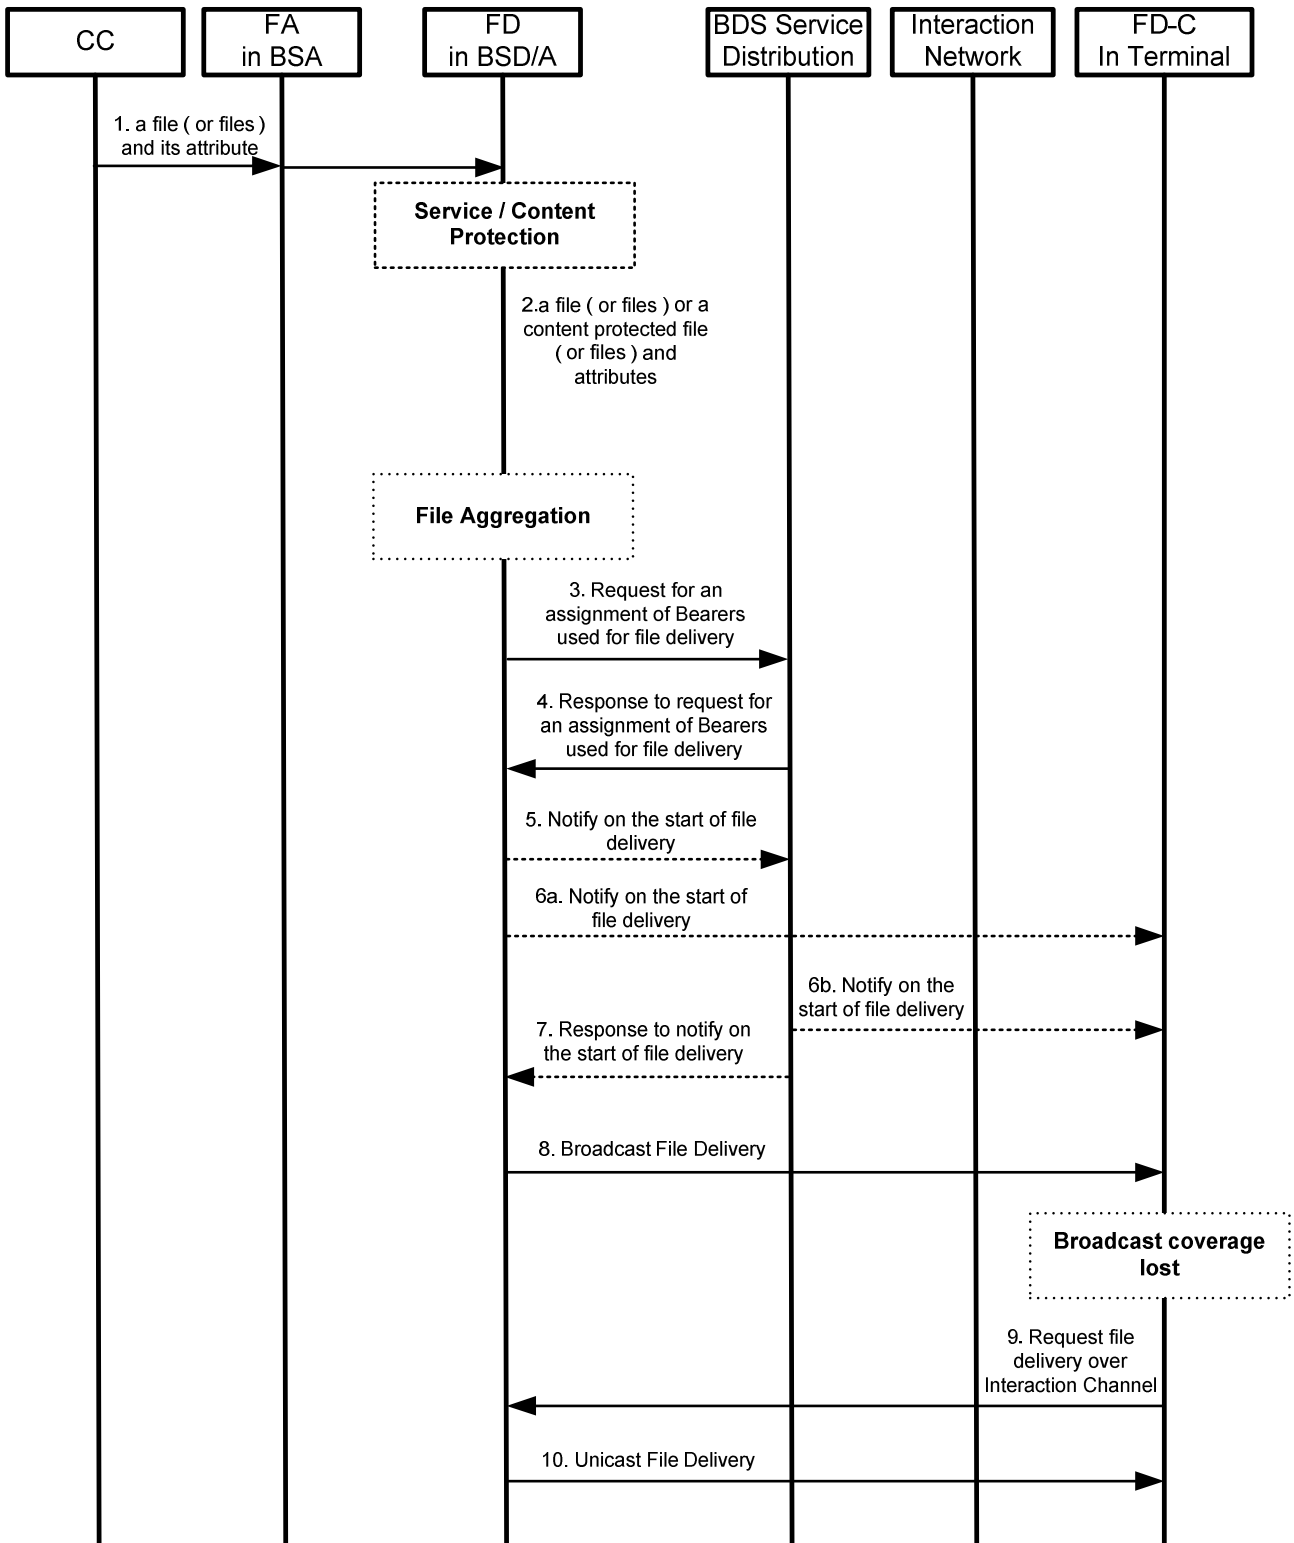 CC
FA
in BSA
FD
in BSD/A
BDS Service
Distribution
Interaction
Network
FD-C
In Terminal
1. a file ( or files )
and its attribute
Service / Content
Protection
2.a file ( or files ) or a
content protected file
( or files ) and
attributes
File Aggregation
3. Request for an
assignment of Bearers
used for file delivery
4. Response to request for
an assignment of Bearers
used for file delivery
5. Notify on the start of file
delivery
6a. Notify on the start of
file delivery
6b. Notify on the
start of file delivery
7. Response to notify on
the start of file delivery
8. Broadcast File Delivery
Broadcast coverage
lost
9. Request file
delivery over
Interaction Channel
10. Unicast File Delivery